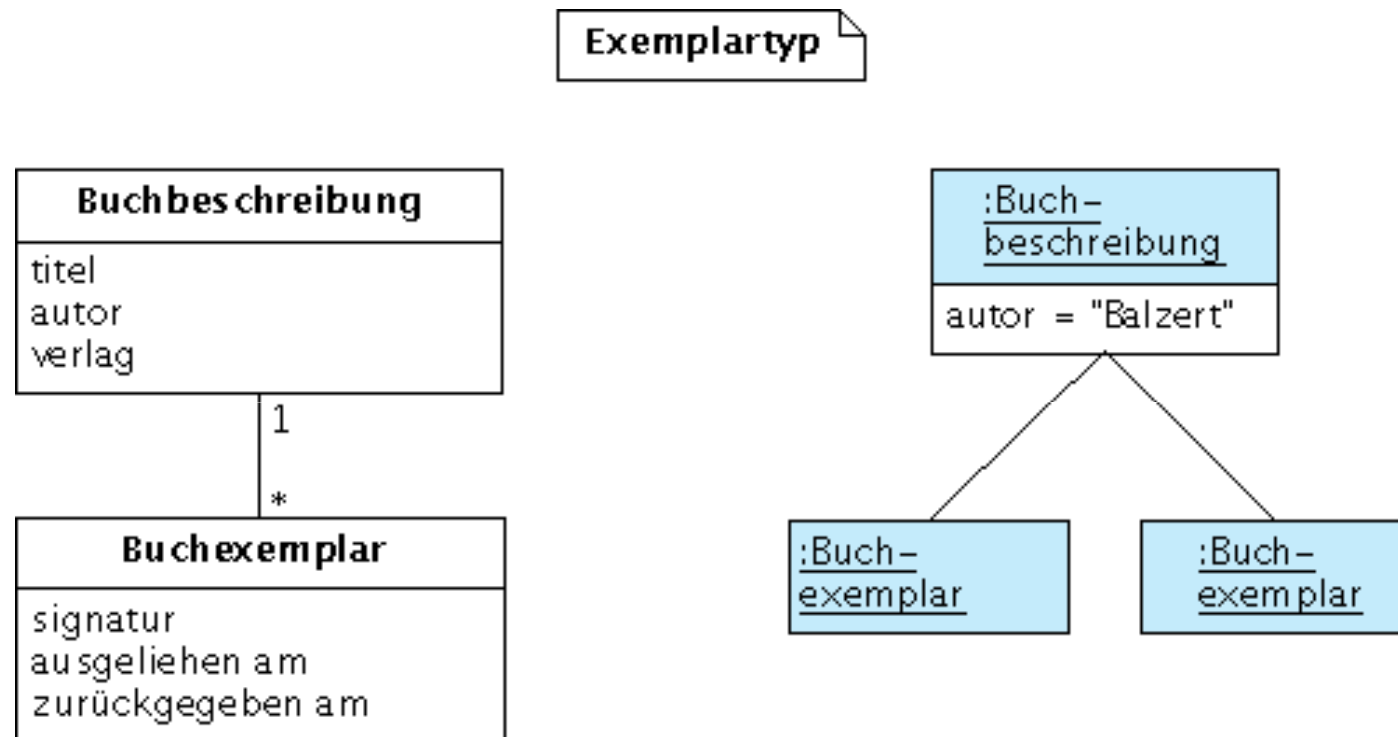 Exemplartyp
Buchbeschreibung
titel
autor
verlag
1
*
Buchexemplar
signatur
ausgeliehen am
zurückgegeben am
:Buch–
beschreibung
autor = "Balzert"
:Buch–
exemplar
:Buch–
exemplar